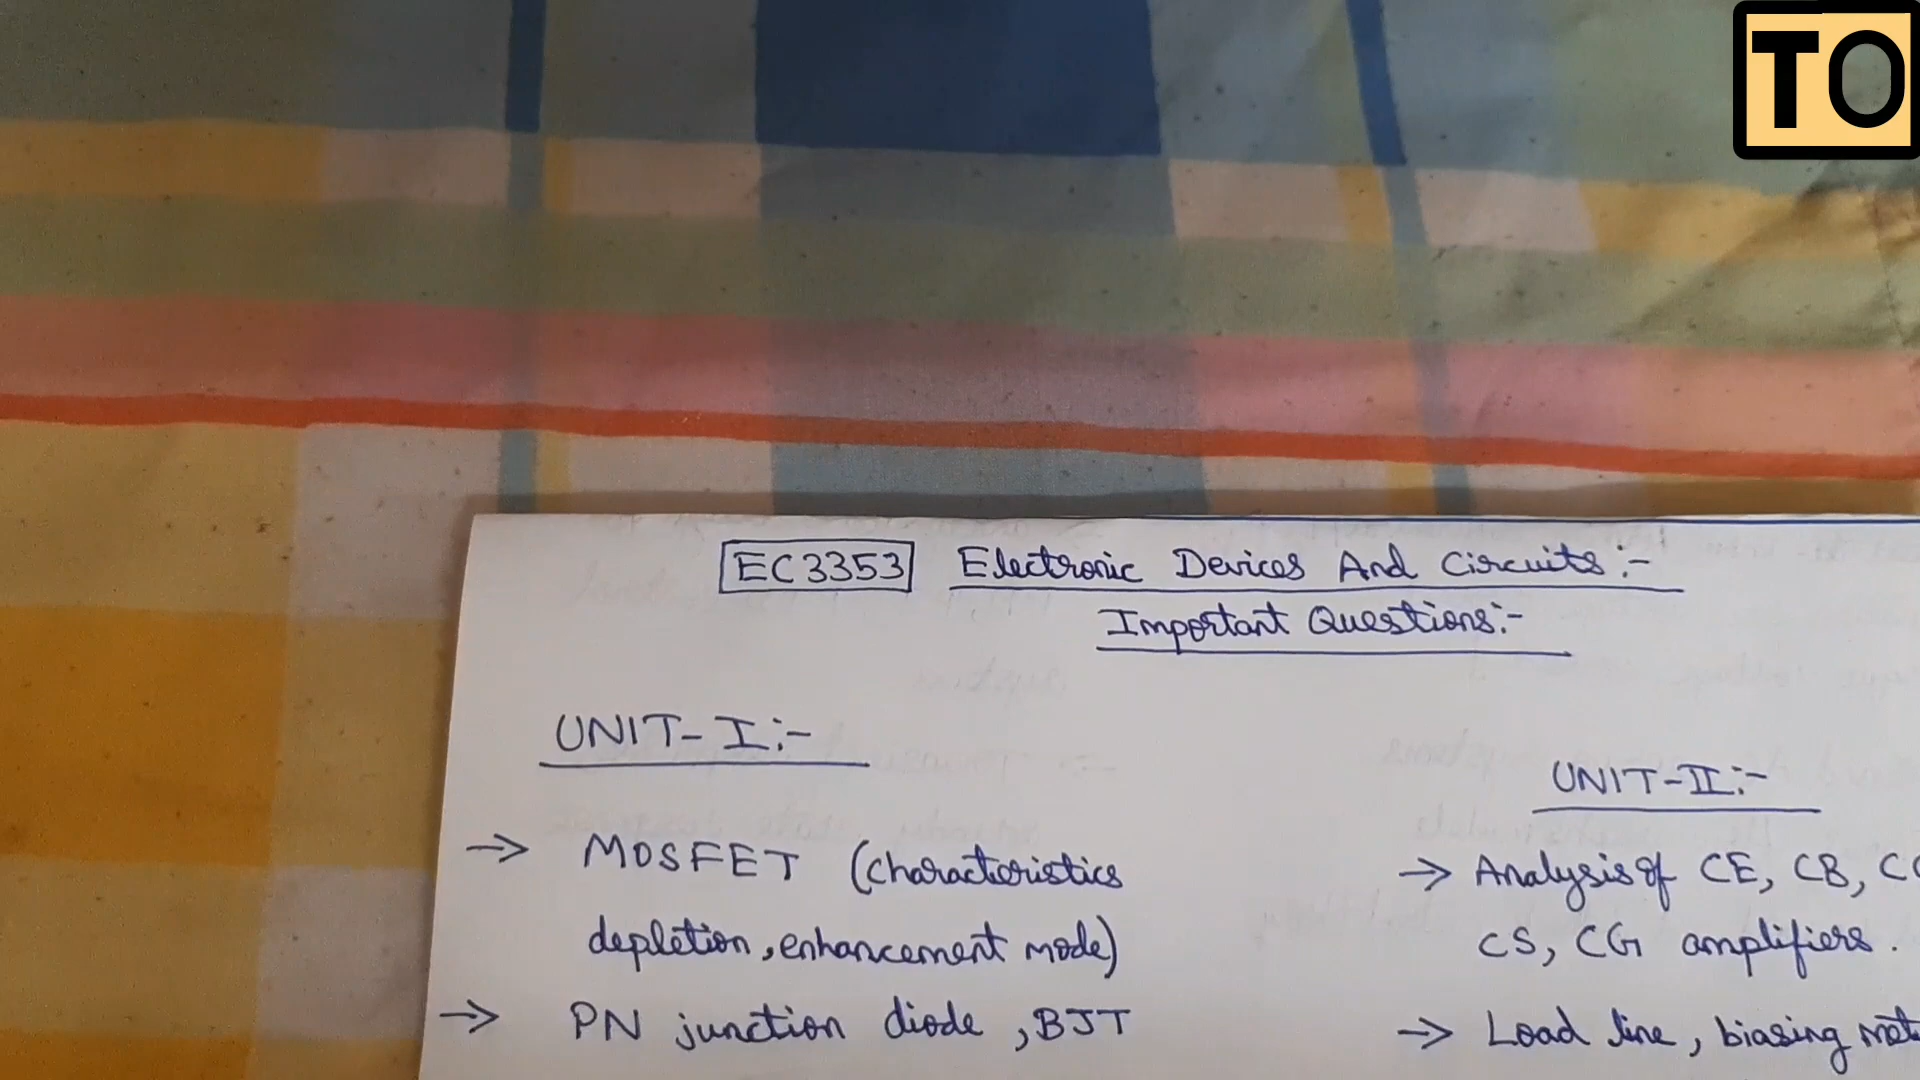 TO
EC3353 Electronic Devices And Circuits:-
Important Questions:-
UNIT-I:-
→ MOSFET (characteristics
depletion, enhancement mode)
→ PN junction diode, BJT
UNIT-II:-
→ Analysis of CE, CB,
CS, CG amplifiers.
→ Load line, biasing